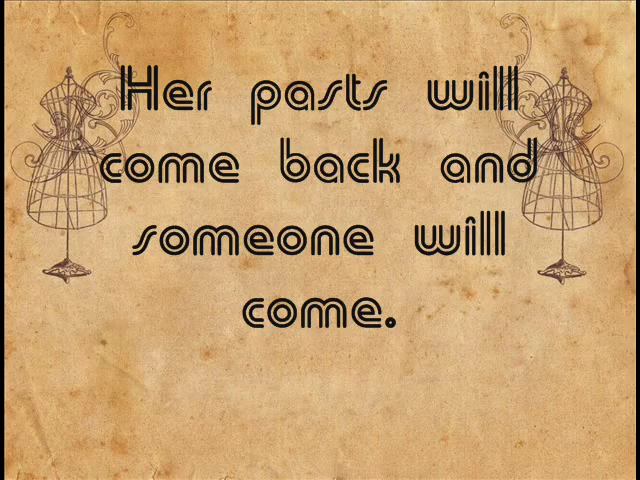 Her pasts will
come back and
someone will
come.